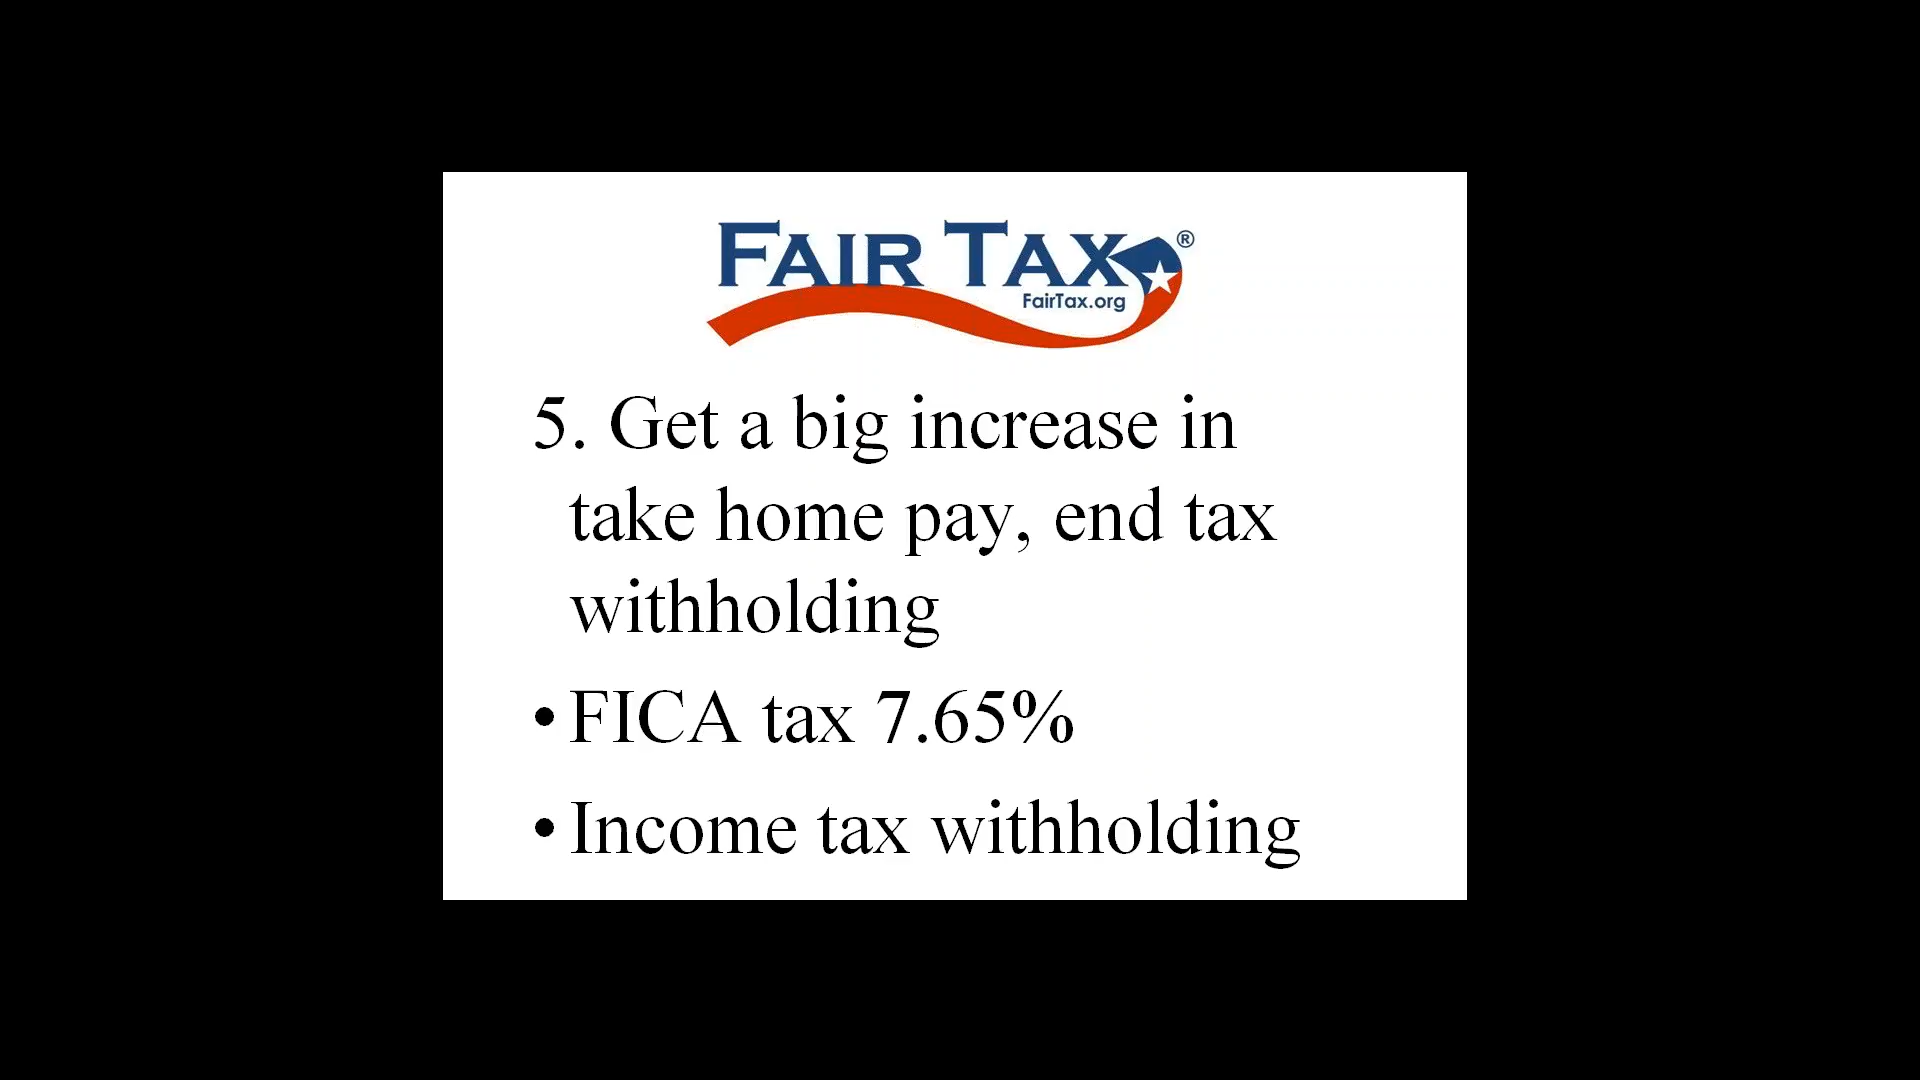 FAIR TAX®
FairTax.org
5. Get a big increase in
take home pay, end tax
withholding
• FICA tax 7.65%
• Income tax withholding